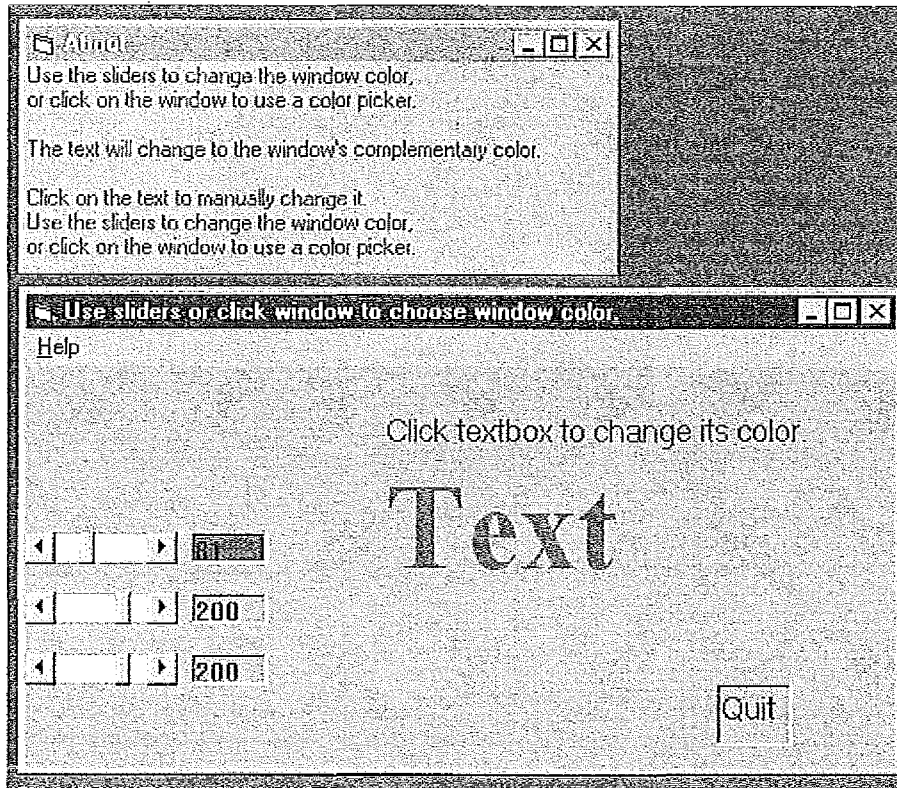 Use the sliders to change the window color,
or click on the window to use a color picker.
The text will change to the window's complementary color.
Click on the text to manually change it.
Use the sliders to change the window color,
or click on the window to use a color picker.
Use sliders or click window to choose window color.
Help
Click textbox to change its color.
Text
200
200
Quit